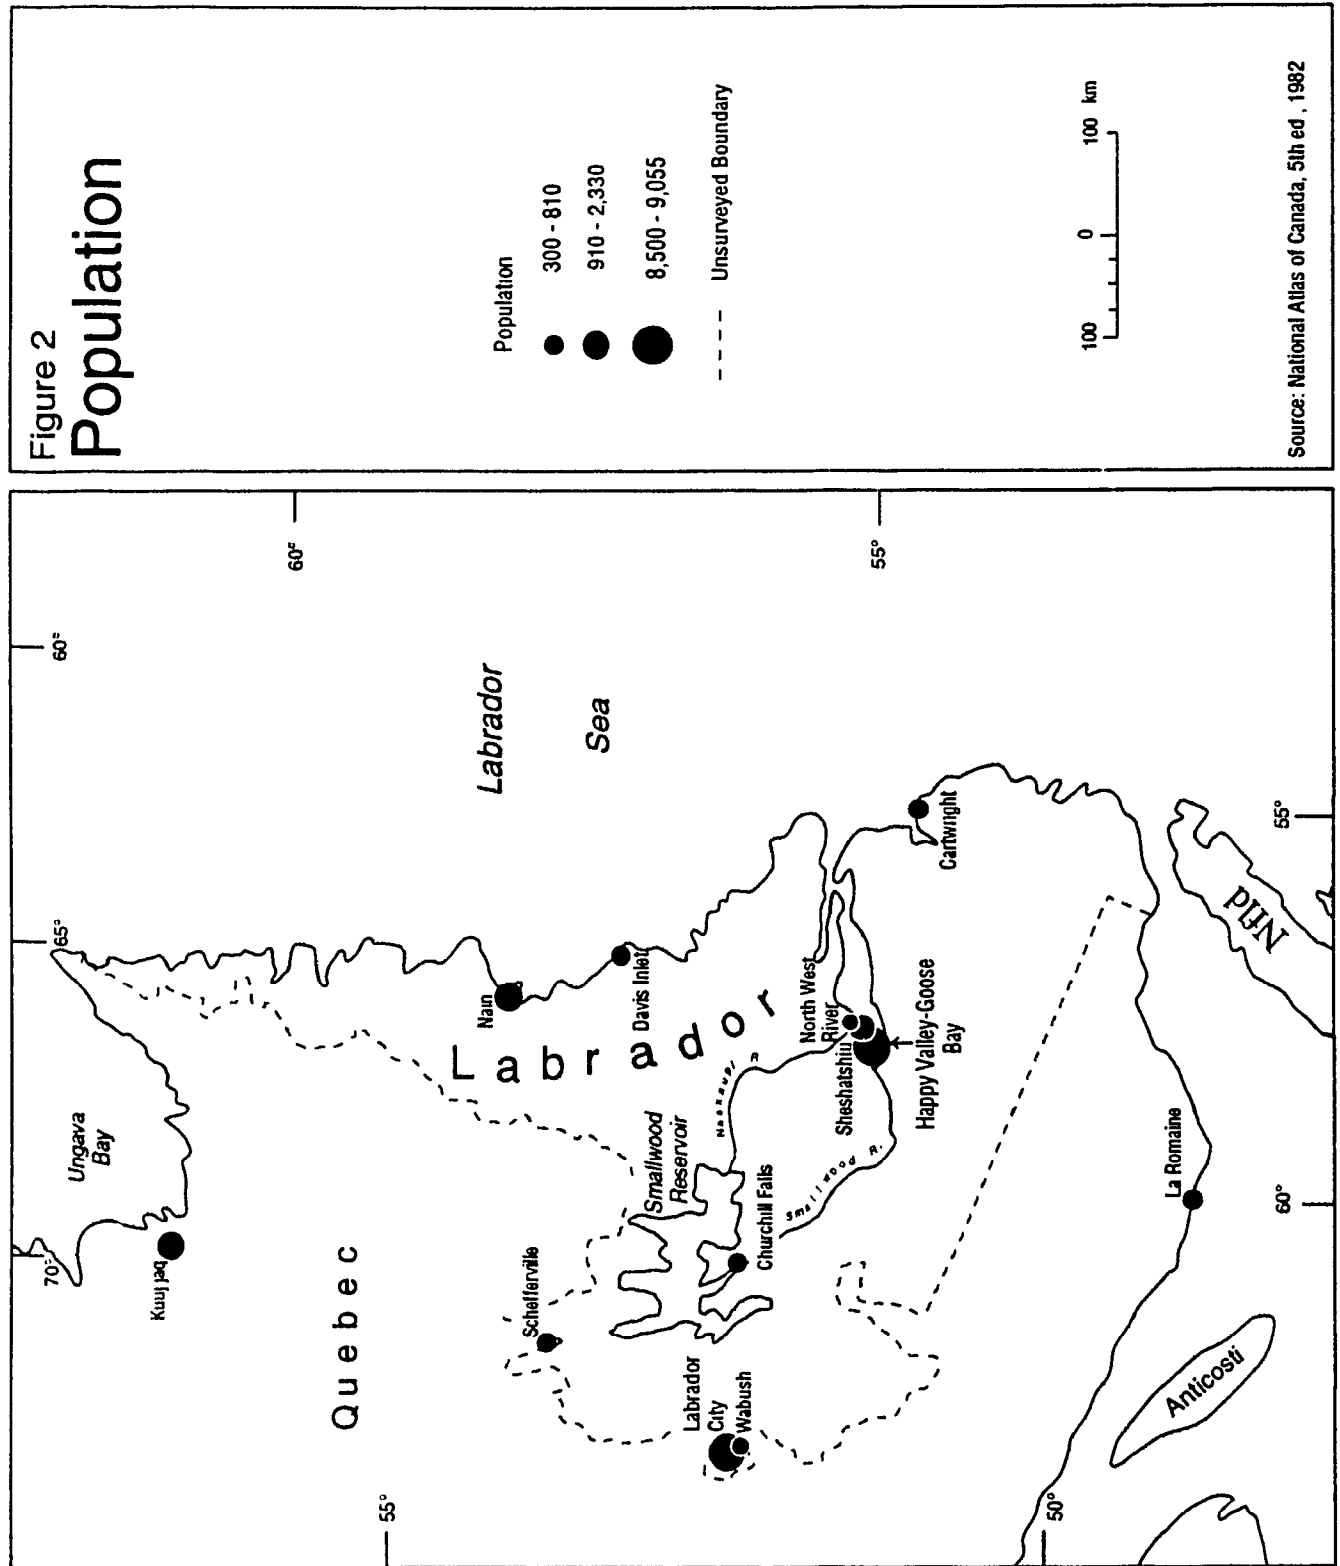 Figure 2
Population
Population
300 - 810
910 - 2,330
8,500 - 9,055
Unsurveyed Boundary
100 0 100 km
Source: National Atlas of Canada, 5th ed , 1982
60°
55°
60°
65°
70°
55°
60°
55°
50°
Labrador
Sea
Ungava
Bay
Kuujjuaq
Quebec
Labrador
Nain
Davis Inlet
North West
River
Sheshatshiu
Happy Valley-Goose
Bay
Cartwright
Naskaupi R
Smallwood
Reservoir
Smallwood R.
Churchill Falls
Schefferville
Labrador
City
Wabush
La Romaine
Anticosti
Nfld